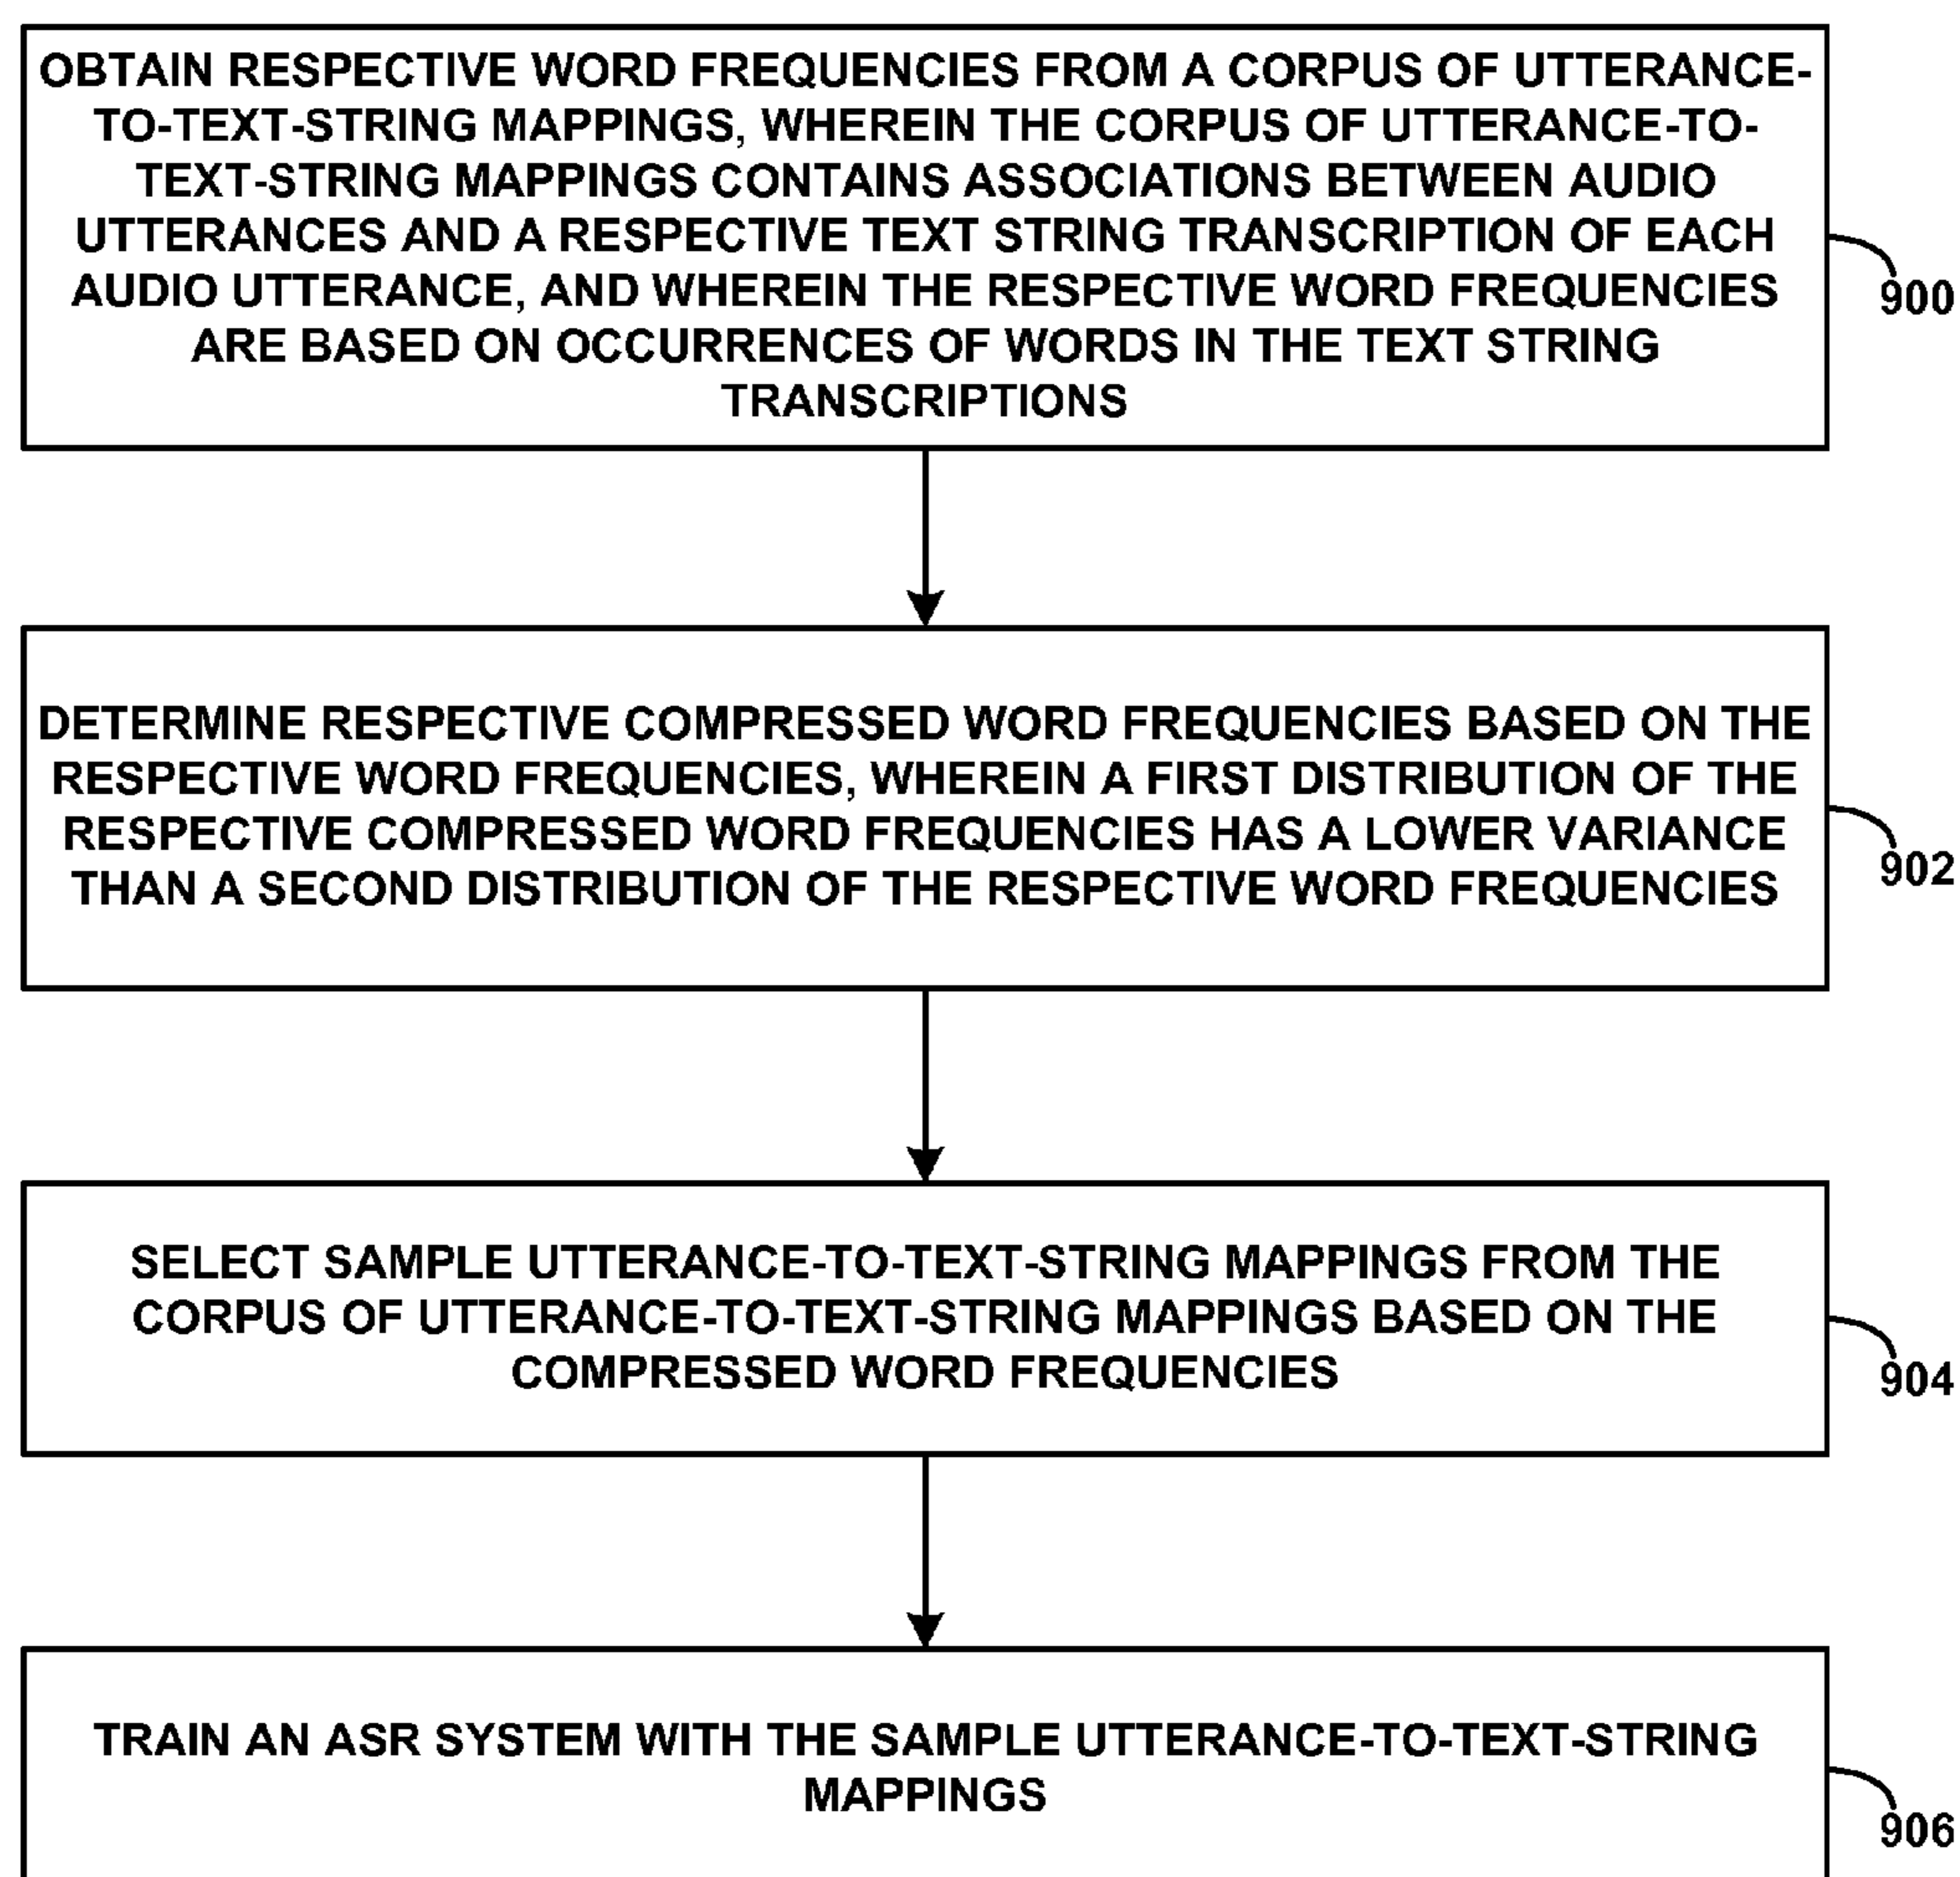 OBTAIN RESPECTIVE WORD FREQUENCIES FROM A CORPUS OF UTTERANCE-
TO-TEXT-STRING MAPPINGS, WHEREIN THE CORPUS OF UTTERANCE-TO-
TEXT-STRING MAPPINGS CONTAINS ASSOCIATIONS BETWEEN AUDIO
UTTERANCES AND A RESPECTIVE TEXT STRING TRANSCRIPTION OF EACH
AUDIO UTTERANCE, AND WHEREIN THE RESPECTIVE WORD FREQUENCIES
ARE BASED ON OCCURRENCES OF WORDS IN THE TEXT STRING
TRANSCRIPTIONS
900
DETERMINE RESPECTIVE COMPRESSED WORD FREQUENCIES BASED ON THE
RESPECTIVE WORD FREQUENCIES, WHEREIN A FIRST DISTRIBUTION OF THE
RESPECTIVE COMPRESSED WORD FREQUENCIES HAS A LOWER VARIANCE
THAN A SECOND DISTRIBUTION OF THE RESPECTIVE WORD FREQUENCIES
902
SELECT SAMPLE UTTERANCE-TO-TEXT-STRING MAPPINGS FROM THE
CORPUS OF UTTERANCE-TO-TEXT-STRING MAPPINGS BASED ON THE
COMPRESSED WORD FREQUENCIES
904
TRAIN AN ASR SYSTEM WITH THE SAMPLE UTTERANCE-TO-TEXT-STRING
MAPPINGS
906